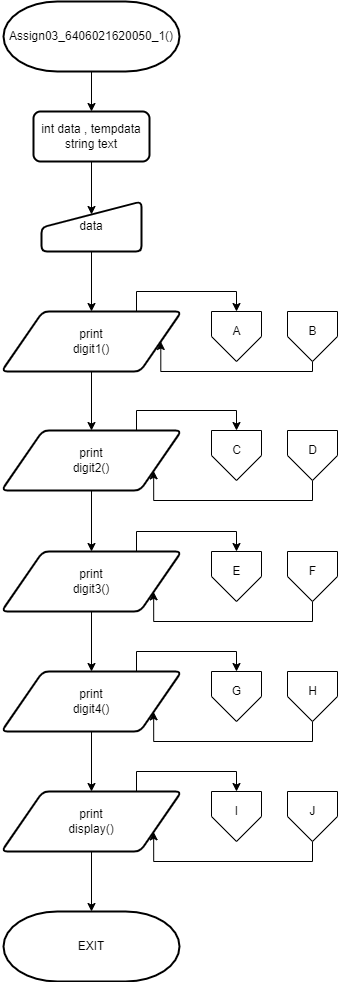 Assign03_6406021620050_1()
int data , tempdata
string text
data
print
digit1()
A
B
print
digit2()
C
D
print
digit3()
E
F
print
digit4()
G
H
print
display()
I
J
EXIT